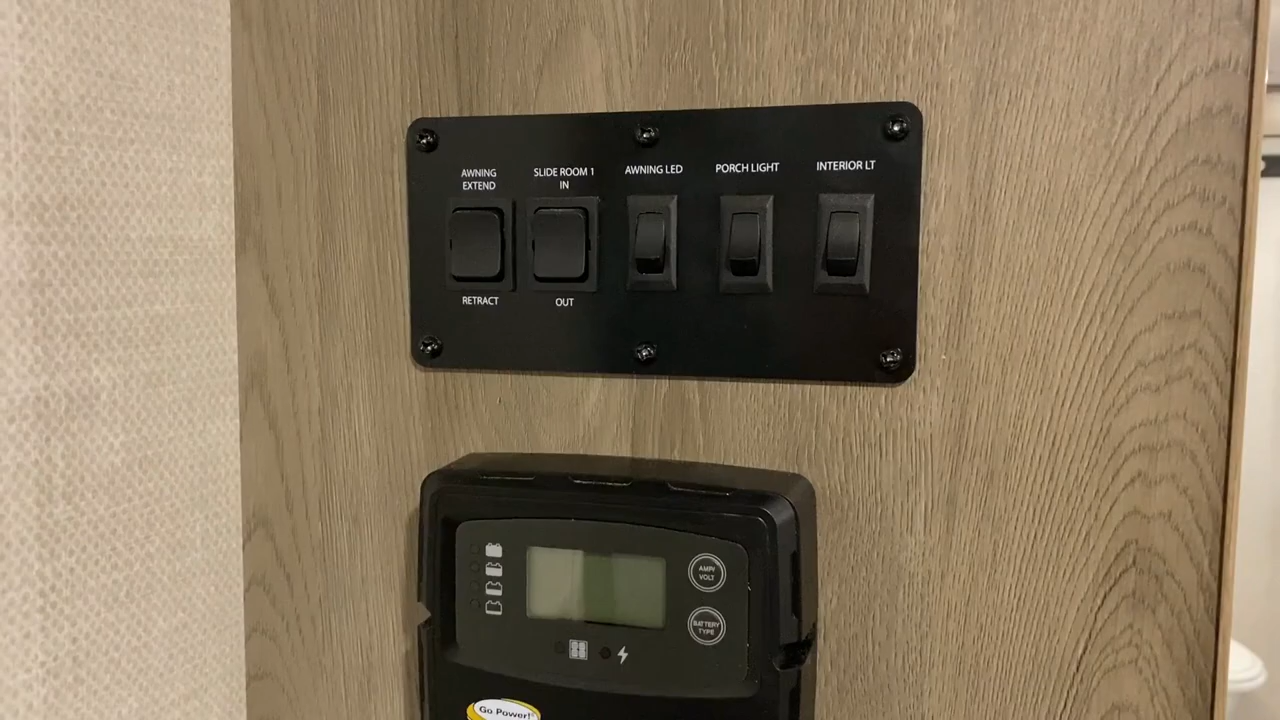 AWNING
EXTEND
SLIDE ROOM 1
IN
AWNING LED
PORCH LIGHT
INTERIOR LT
RETRACT
OUT
AMP/
VOLT
BATTERY
TYPE
Go Power!